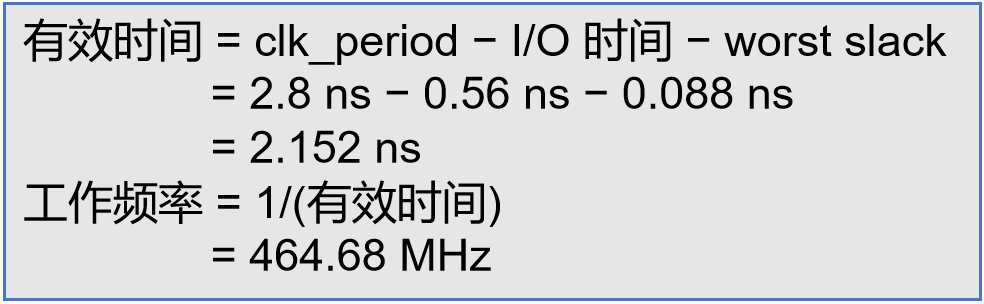 有效时间 = clk_period − I/O 时间 − worst slack
= 2.8 ns − 0.56 ns − 0.088 ns
= 2.152 ns
工作频率 = 1/(有效时间)
= 464.68 MHz